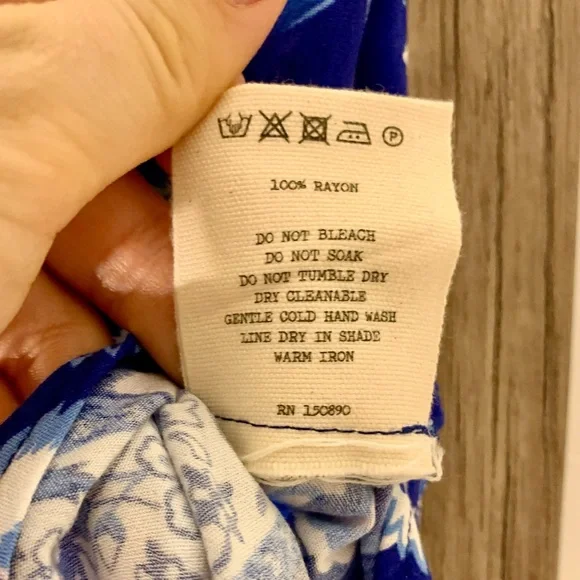 P
100% RAYON
DO NOT BLEACH
DO NOT SOAK
DO NOT TUMBLE DRY
DRY CLEANABLE
GENTLE COLD HAND WASH
LINE DRY IN SHADE
WARM IRON
RN 150890